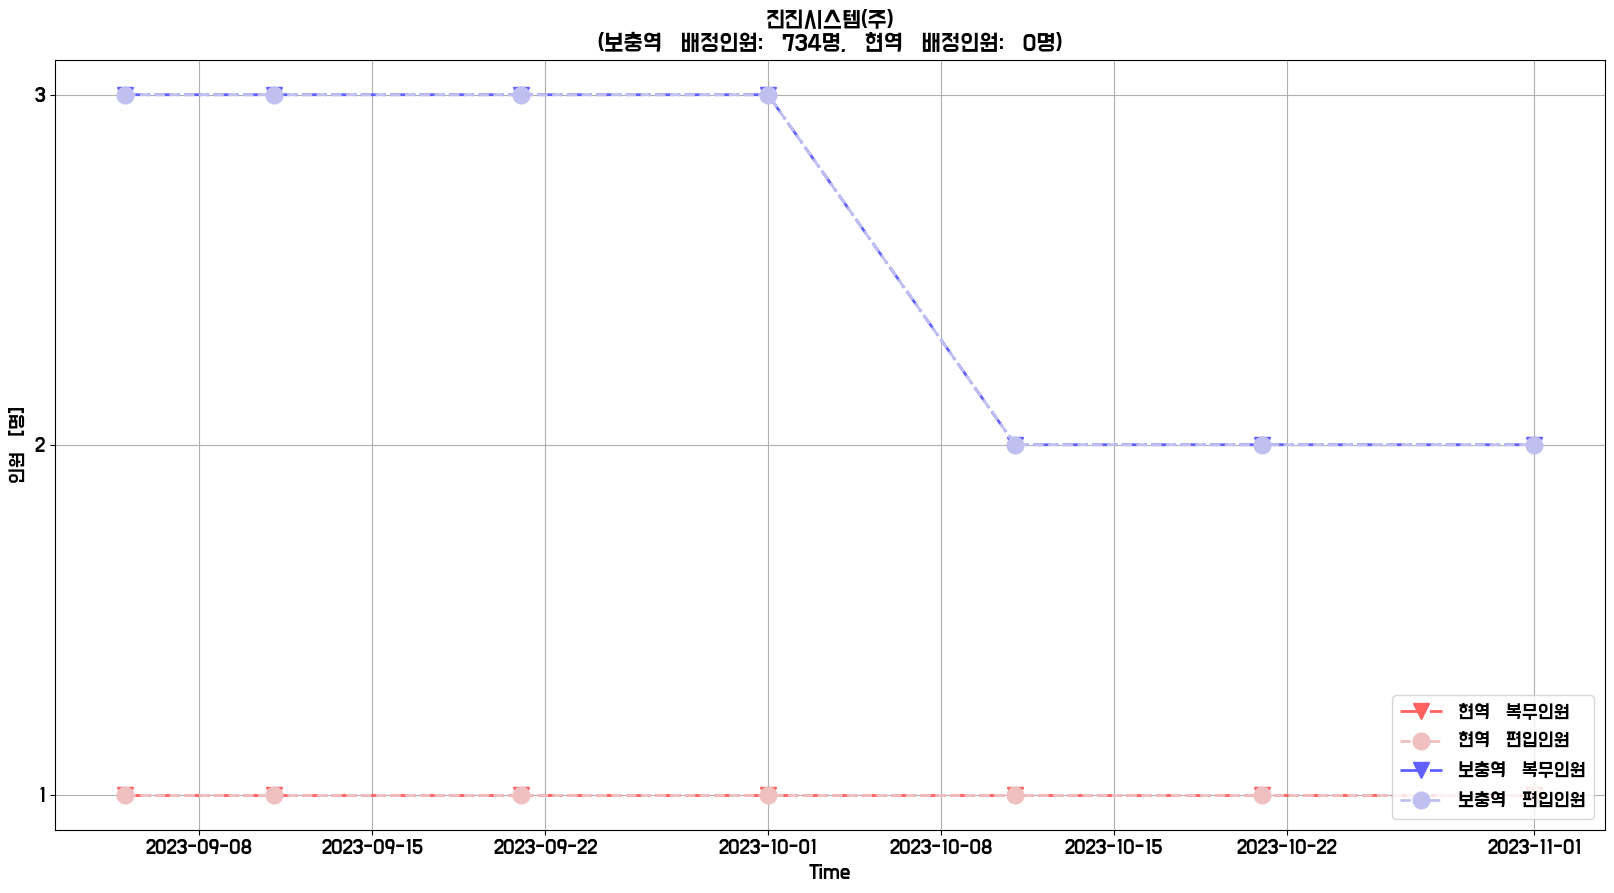 진진시스템(주)
(보충역 배정인원: 734명, 현역 배정인원: 0명)
3
2
1
인원 [명]
현역 복무인원
현역 편입인원
보충역 복무인원
보충역 편입인원
2023-09-08 2023-09-15 2023-09-22 2023-10-01 2023-10-08 2023-10-15 2023-10-22 2023-11-01
Time